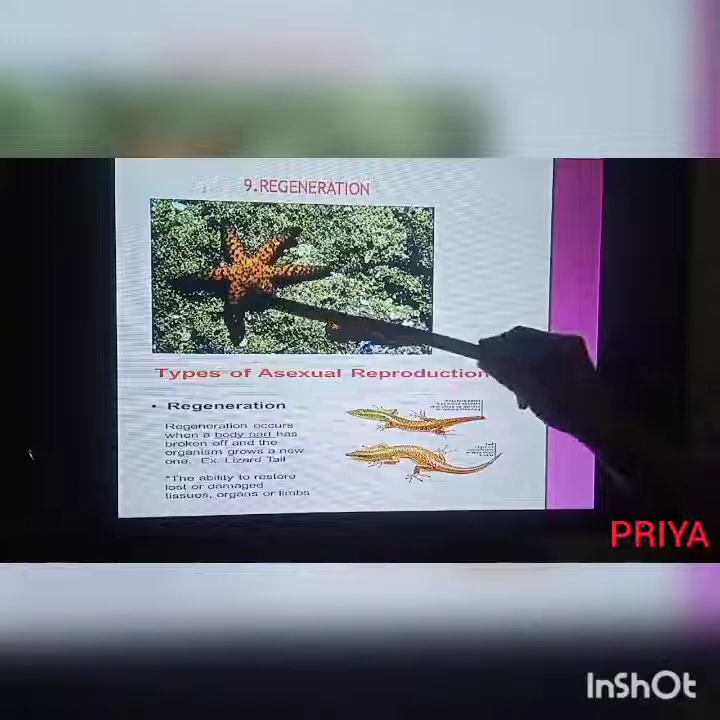 9.REGENERATION
Types of Asexual Reproduction
• Regeneration
Regeneration occurs
when a body part has
broken off and the
organism grows a new
one. Ex. Lizard Tail
*The ability to restore
lost or damaged
tissues, organs or limbs
PRIYA
InShOt